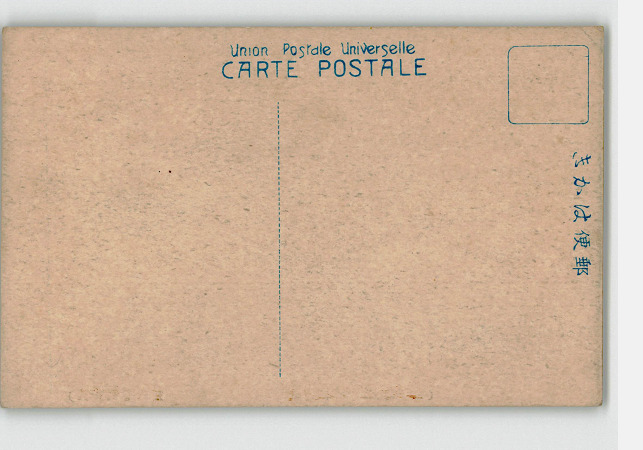 Union Postale Universelle
CARTE POSTALE
きかは便郵